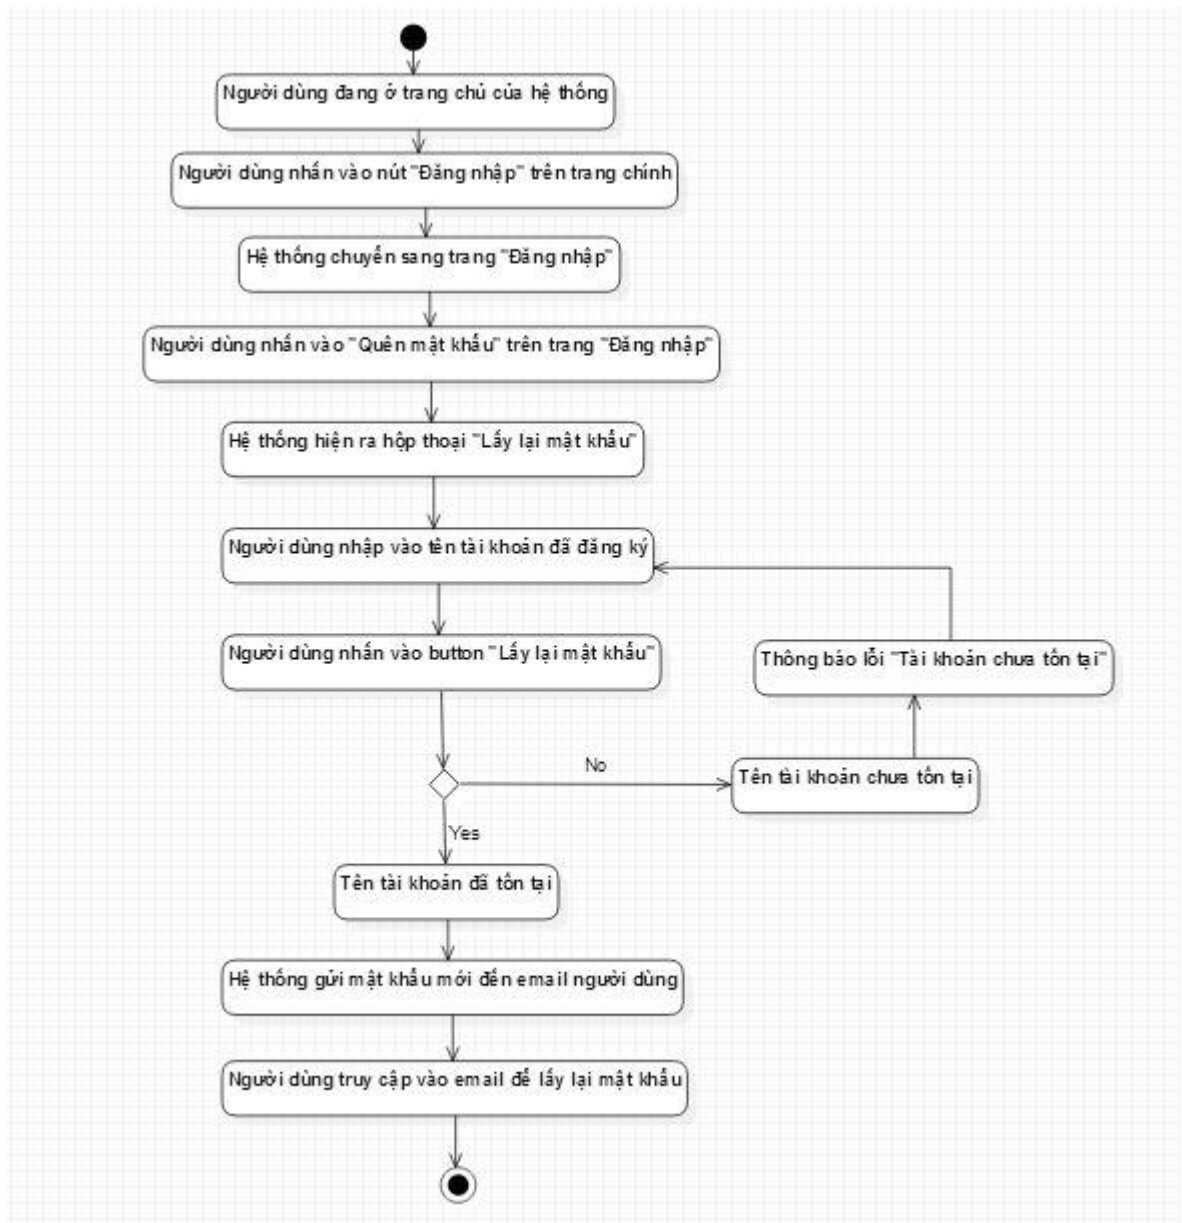 Người dùng đang ở trang chủ của hệ thống
Người dùng nhấn vào nút "Đăng nhập" trên trang chính
Hệ thống chuyển sang trang "Đăng nhập"
Người dùng nhấn vào "Quên mật khẩu" trên trang "Đăng nhập"
Hệ thống hiện ra hộp thoại "Lấy lại mật khẩu"
Người dùng nhập vào tên tài khoản đã đăng ký
Người dùng nhấn vào button "Lấy lại mật khẩu"
Thông báo lỗi "Tài khoản chưa tồn tại"
No
Tên tài khoản chưa tồn tại
Yes
Tên tài khoản đã tồn tại
Hệ thống gửi mật khẩu mới đến email người dùng
Người dùng truy cập vào email để lấy lại mật khẩu